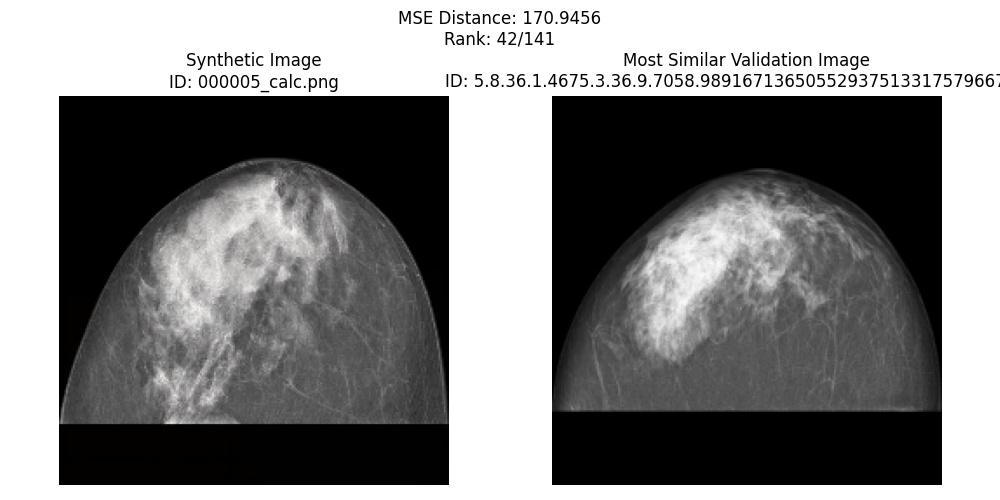 MSE Distance: 170.9456
Rank: 42/141
Synthetic Image
ID: 000005_calc.png
Most Similar Validation Image
ID: 5.8.36.1.4675.3.36.9.7058.98916713650552937513317579667